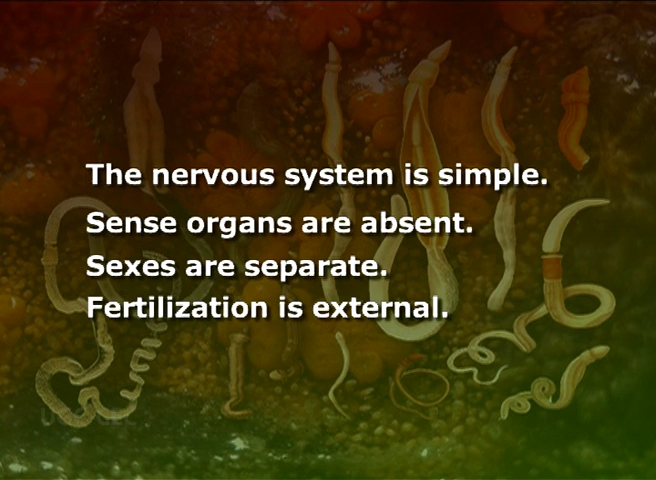 The nervous system is simple.
Sense organs are absent.
Sexes are separate.
Fertilization is external.